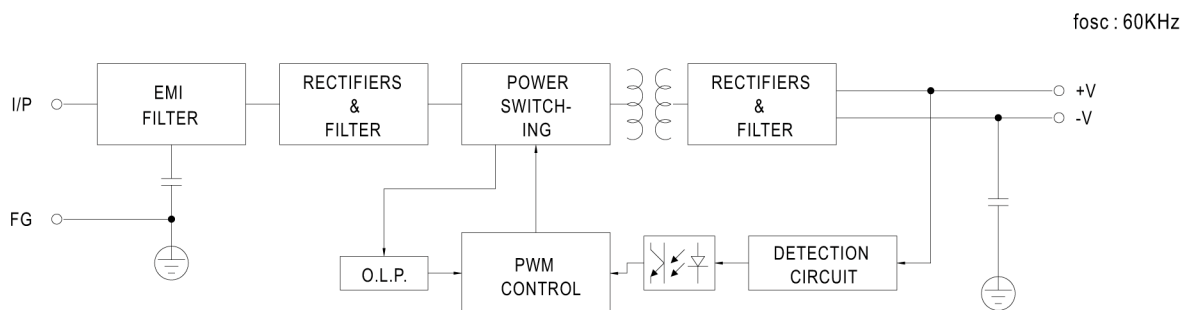 fosc : 60KHz
I/P
EMI
FILTER
RECTIFIERS
&
FILTER
POWER
SWITCH-
ING
RECTIFIERS
&
FILTER
+V
-V
FG
O.L.P.
PWM
CONTROL
DETECTION
CIRCUIT